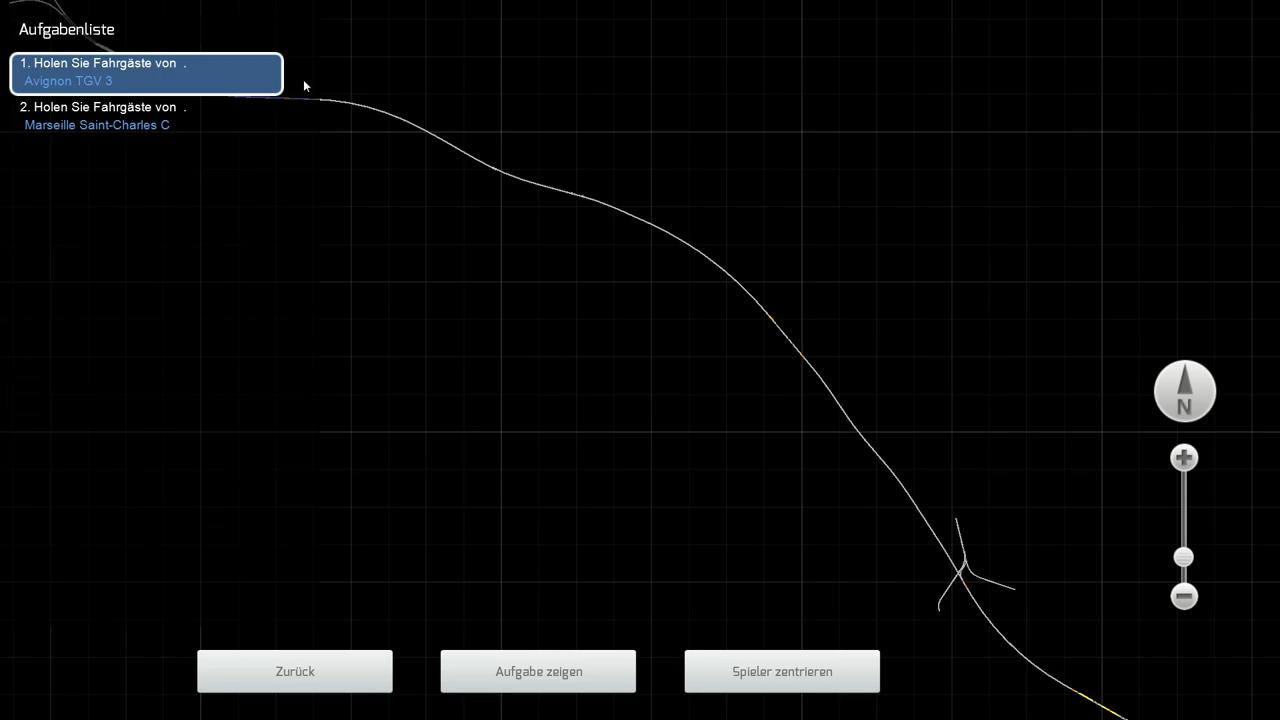 Aufgabenliste
1. Holen Sie Fahrgäste von .
Avignon TGV 3
2. Holen Sie Fahrgäste von .
Marseille Saint-Charles C
N
Zurück
Aufgabe zeigen
Spieler zentrieren